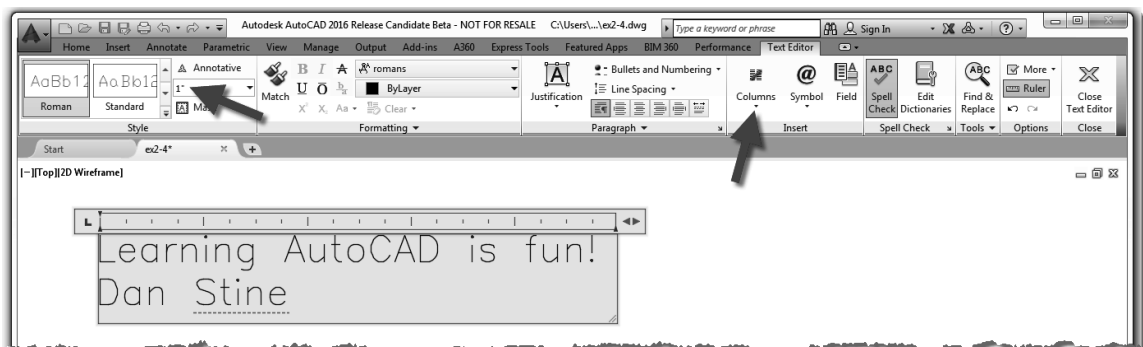 Autodesk AutoCAD 2016 Release Candidate Beta - NOT FOR RESALE C:\Users\...\ex2-4.dwg Type a keyword or phrase Sign In
Home Insert Annotate Parametric View Manage Output Add-ins A360 Express Tools Featured Apps BIM 360 Performance Text Editor
AaBb12 AaBb12 Annotative 1" Match B I A romans Justification Bullets and Numbering Columns Symbol Field ABC Spell Check Edit Dictionaries ABC Find & Replace More Close Text Editor
U O ByLayer Line Spacing Ruler
Roman Standard Clear
Style Formatting Paragraph Insert Spell Check Tools Options Close
Start ex2-4*
[−][Top][2D Wireframe]
Learning AutoCAD is fun!
Dan Stine